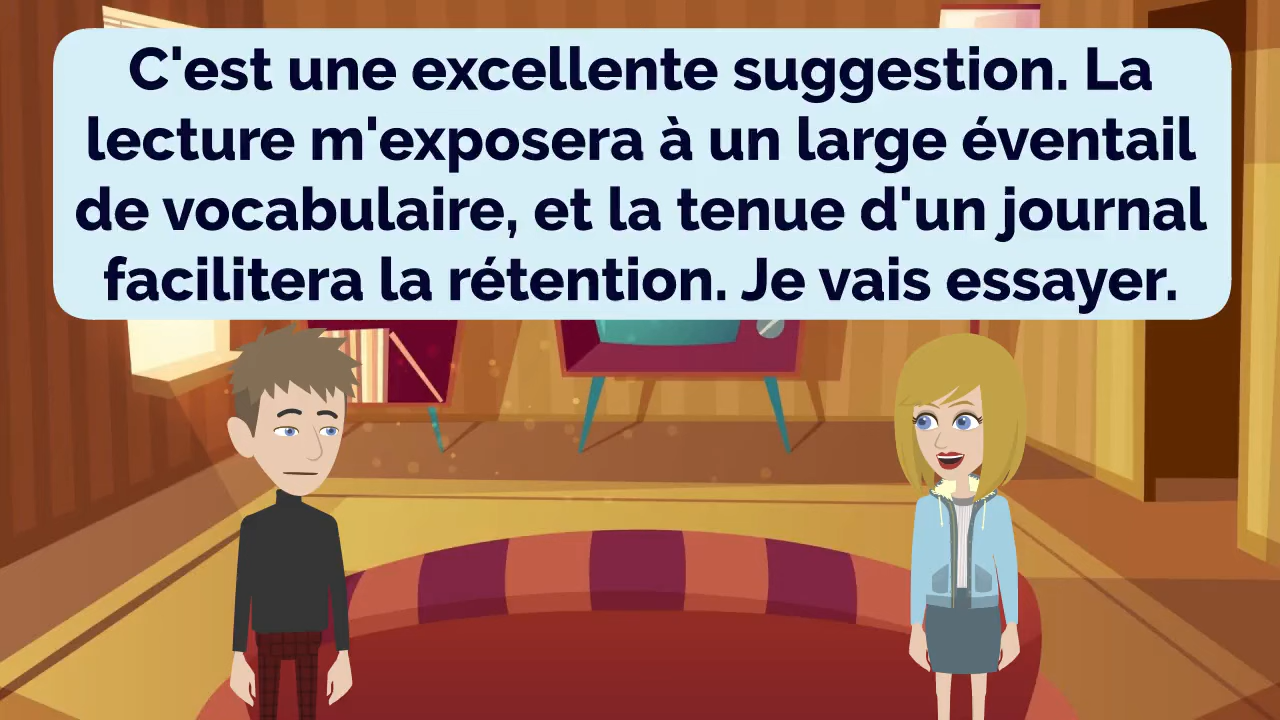 C'est une excellente suggestion. La
lecture m'exposera à un large éventail
de vocabulaire, et la tenue d'un journal
facilitera la rétention. Je vais essayer.